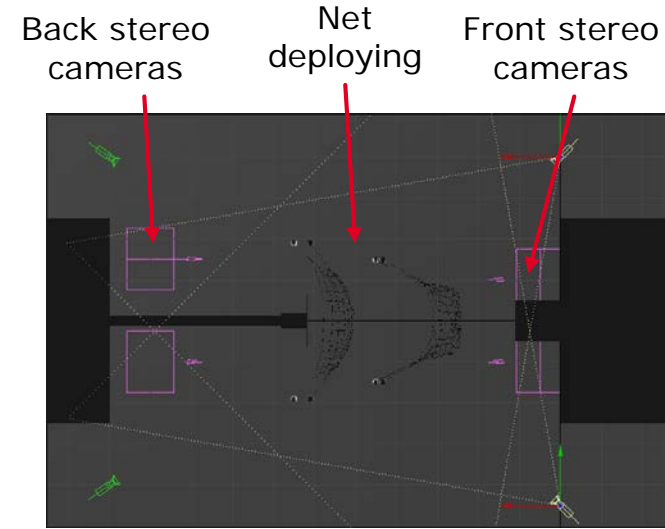 Back stereo
cameras
Net
deploying
Front stereo
cameras